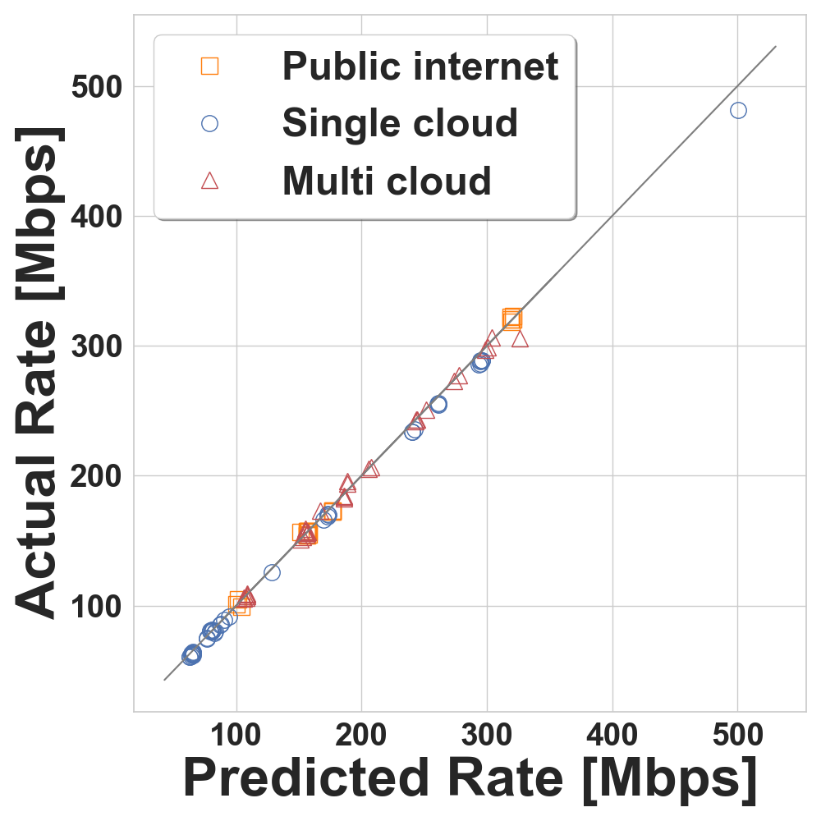 Public internet
Single cloud
Multi cloud
500
400
300
200
100
Actual Rate [Mbps]
100 200 300 400 500
Predicted Rate [Mbps]